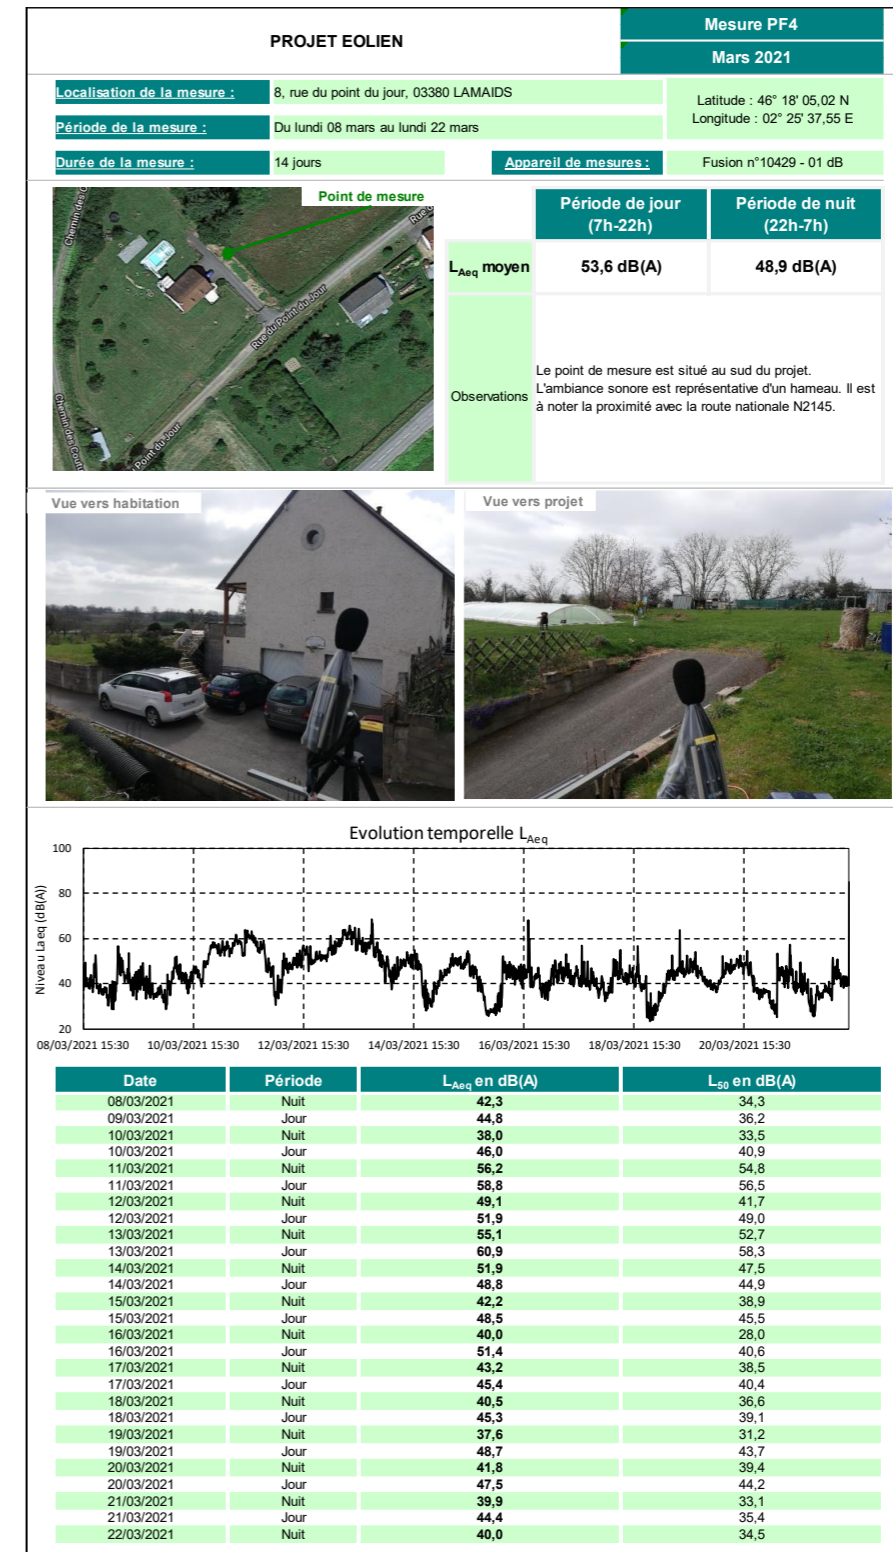 PROJET EOLIEN
Mesure PF4
Mars 2021
Localisation de la mesure :
8, rue du point du jour, 03380 LAMAIDS
Latitude : 46° 18' 05,02 N
Longitude : 02° 25' 37,55 E
Période de la mesure :
Du lundi 08 mars au lundi 22 mars
Durée de la mesure :
14 jours
Appareil de mesures :
Fusion n°10429 - 01 dB
Point de mesure
Chemin des C
Rue d
Rue du Point du Jour
Chemin des Coutu
u Point du Jour
Période de jour
(7h-22h)
Période de nuit
(22h-7h)
LAeq moyen
53,6 dB(A)
48,9 dB(A)
Observations
Le point de mesure est situé au sud du projet.
L'ambiance sonore est représentative d'un hameau. Il est
à noter la proximité avec la route nationale N2145.
Vue vers habitation
Vue vers projet
Evolution temporelle LAeq
Niveau Laeq (dB(A))
100
80
60
40
20
08/03/2021 15:30 10/03/2021 15:30 12/03/2021 15:30 14/03/2021 15:30 16/03/2021 15:30 18/03/2021 15:30 20/03/2021 15:30
Date Période LAeq en dB(A) L50 en dB(A)
08/03/2021 Nuit 42,3 34,3
09/03/2021 Jour 44,8 36,2
10/03/2021 Nuit 38,0 33,5
10/03/2021 Jour 46,0 40,9
11/03/2021 Nuit 56,2 54,8
11/03/2021 Jour 58,8 56,5
12/03/2021 Nuit 49,1 41,7
12/03/2021 Jour 51,9 49,0
13/03/2021 Nuit 55,1 52,7
13/03/2021 Jour 60,9 58,3
14/03/2021 Nuit 51,9 47,5
14/03/2021 Jour 48,8 44,9
15/03/2021 Nuit 42,2 38,9
15/03/2021 Jour 48,5 45,5
16/03/2021 Nuit 40,0 28,0
16/03/2021 Jour 51,4 40,6
17/03/2021 Nuit 43,2 38,5
17/03/2021 Jour 45,4 40,4
18/03/2021 Nuit 40,5 36,6
18/03/2021 Jour 45,3 39,1
19/03/2021 Nuit 37,6 31,2
19/03/2021 Jour 48,7 43,7
20/03/2021 Nuit 41,8 39,4
20/03/2021 Jour 47,5 44,2
21/03/2021 Nuit 39,9 33,1
21/03/2021 Jour 44,4 35,4
22/03/2021 Nuit 40,0 34,5